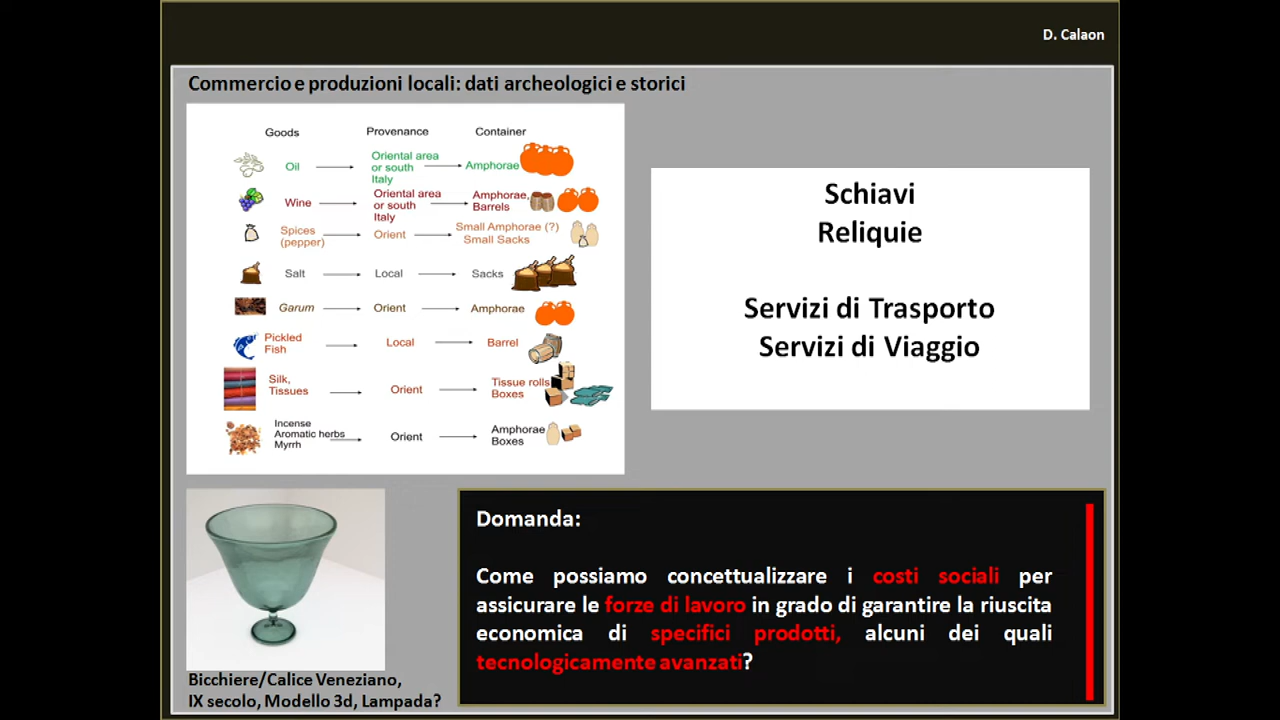 D. Calaon
Commercio e produzioni locali: dati archeologici e storici
Goods Provenance Container
Oil
Oriental area
or south
Italy
Amphorae
Wine
Oriental area
or south
Italy
Amphorae,
Barrels
Spices
(pepper)
Orient
Small Amphorae (?)
Small Sacks
Salt Local Sacks
Garum Orient Amphorae
Pickled
Fish
Local Barrel
Silk,
Tissues
Orient
Tissue rolls
Boxes
Incense
Aromatic herbs
Myrrh
Orient
Amphorae
Boxes
Schiavi
Reliquie
Servizi di Trasporto
Servizi di Viaggio
Bicchiere/Calice Veneziano,
IX secolo, Modello 3d, Lampada?
Domanda:
Come possiamo concettualizzare i costi sociali per
assicurare le forze di lavoro in grado di garantire la riuscita
economica di specifici prodotti, alcuni dei quali
tecnologicamente avanzati?